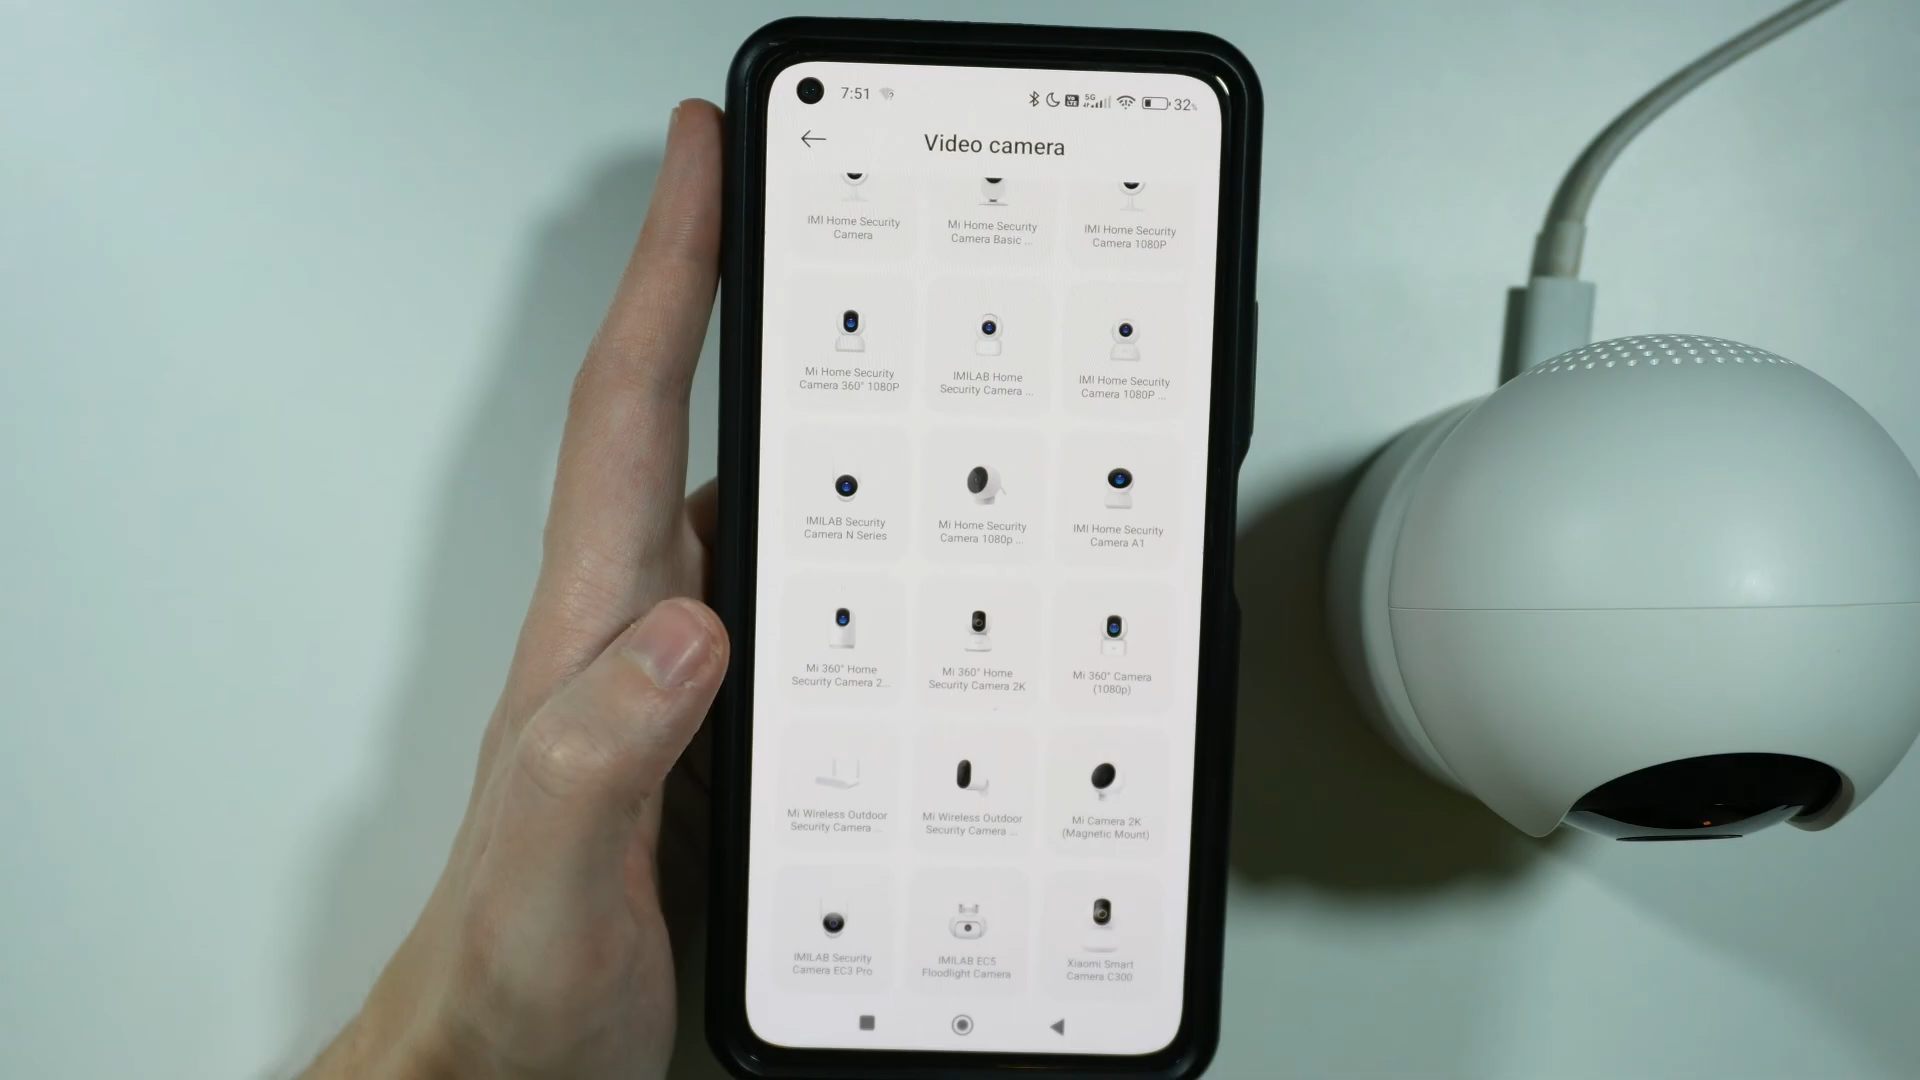 7:51
5G
32%
Video camera
IMI Home Security
Camera
Mi Home Security
Camera Basic ...
IMI Home Security
Camera 1080P
Mi Home Security
Camera 360° 1080P
IMILAB Home
Security Camera ...
IMI Home Security
Camera 1080P ...
IMILAB Security
Camera N Series
Mi Home Security
Camera 1080p ...
IMI Home Security
Camera A1
Mi 360° Home
Security Camera 2...
Mi 360° Home
Security Camera 2K
Mi 360° Camera
(1080p)
Mi Wireless Outdoor
Security Camera ...
Mi Wireless Outdoor
Security Camera ...
Mi Camera 2K
(Magnetic Mount)
IMILAB Security
Camera EC3 Pro
IMILAB EC5
Floodlight Camera
Xiaomi Smart
Camera C300